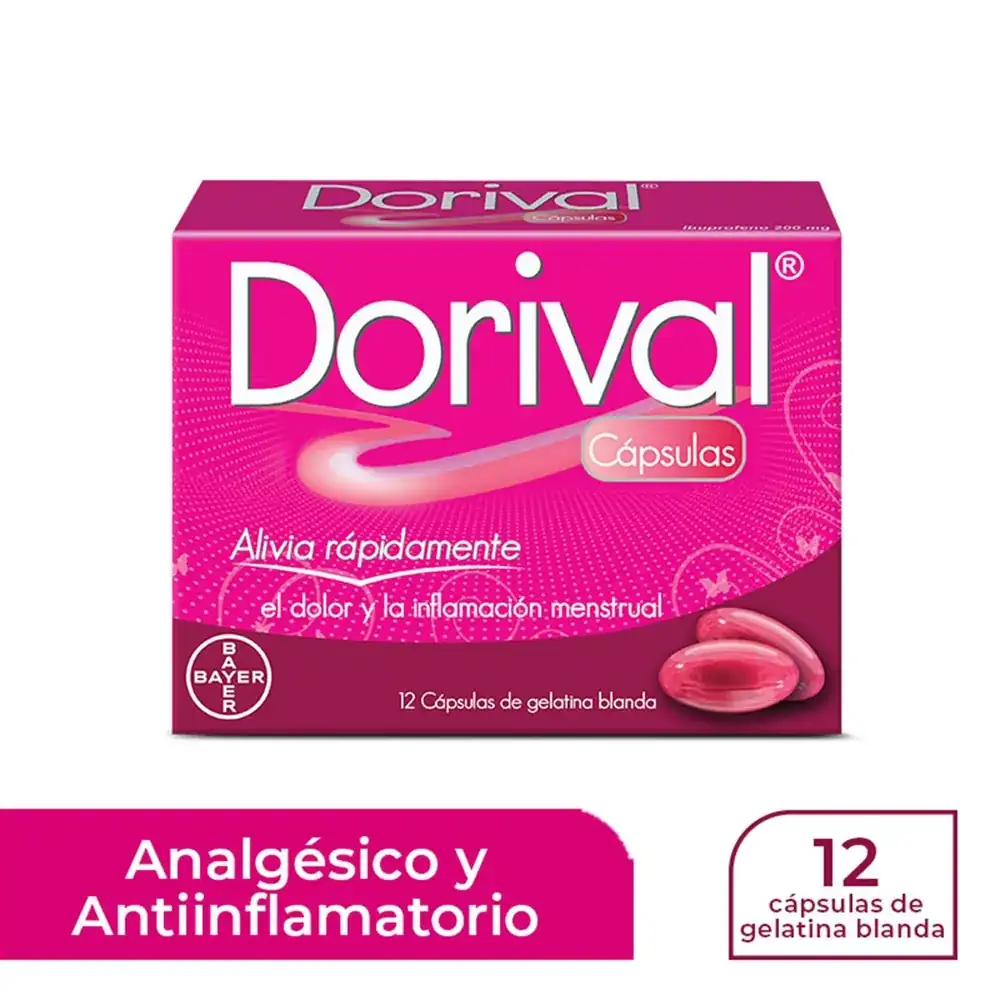 Dorival®
Cápsulas
Ibuprofeno 200 mg
Dorival®
Cápsulas
Alivia rápidamente
el dolor y la inflamación menstrual
BAYER
BAYER
12 Cápsulas de gelatina blanda
Analgésico y
Antiinflamatorio
12
cápsulas de
gelatina blanda